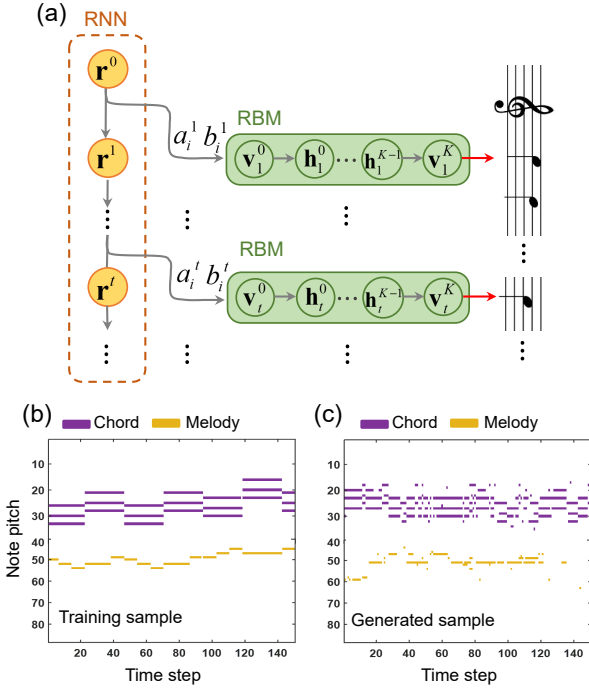 (a)
RNN
r^0
a_i^1 b_i^1
RBM
r^1
v_1^0 h_1^0 ... h_1^{K-1} v_1^K
RBM
a_i^t b_i^t
r^t
v_t^0 h_t^0 ... h_t^{K-1} v_t^K
(b)
Chord Melody
Note pitch
10
20
30
40
50
60
70
80
Training sample
20 40 60 80 100 120 140
Time step
(c)
Chord Melody
10
20
30
40
50
60
70
80
Generated sample
20 40 60 80 100 120 140
Time step